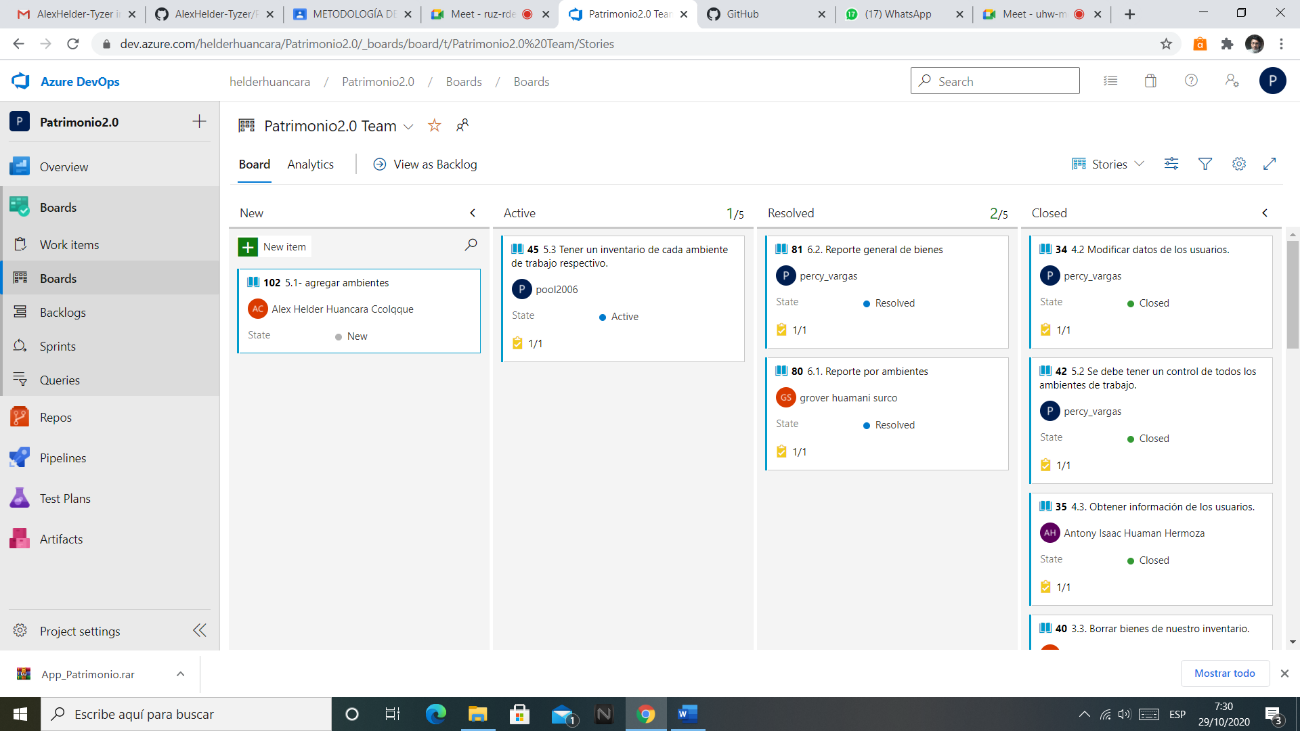 AlexHelder-Tyzer in
AlexHelder-Tyzer/P
METODOLOGÍA DE
Meet - ruz-rde
Patrimonio2.0 Team
GitHub
(17) WhatsApp
Meet - uhw-m
dev.azure.com/helderhuancara/Patrimonio2.0/_boards/board/t/Patrimonio2.0%20Team/Stories
Azure DevOps
helderhuancara / Patrimonio2.0 / Boards / Boards
Search
P
P Patrimonio2.0
Overview
Boards
Work items
Boards
Backlogs
Sprints
Queries
Repos
Pipelines
Test Plans
Artifacts
Project settings
Patrimonio2.0 Team
Board Analytics View as Backlog
Stories
New
New item
102 5.1- agregar ambientes
AC Alex Helder Huancara Ccolqque
State New
Active 1/5
45 5.3 Tener un inventario de cada ambiente
de trabajo respectivo.
P pool2006
State Active
1/1
Resolved 2/5
81 6.2. Reporte general de bienes
P percy_vargas
State Resolved
1/1
80 6.1. Reporte por ambientes
GS grover huamani surco
State Resolved
1/1
Closed
34 4.2 Modificar datos de los usuarios.
P percy_vargas
State Closed
1/1
42 5.2 Se debe tener un control de todos los
ambientes de trabajo.
P percy_vargas
State Closed
1/1
35 4.3. Obtener información de los usuarios.
AH Antony Isaac Huaman Hermoza
State Closed
1/1
40 3.3. Borrar bienes de nuestro inventario.
App_Patrimonio.rar
Mostrar todo
Escribe aquí para buscar
1
ESP
7:30
29/10/2020
3